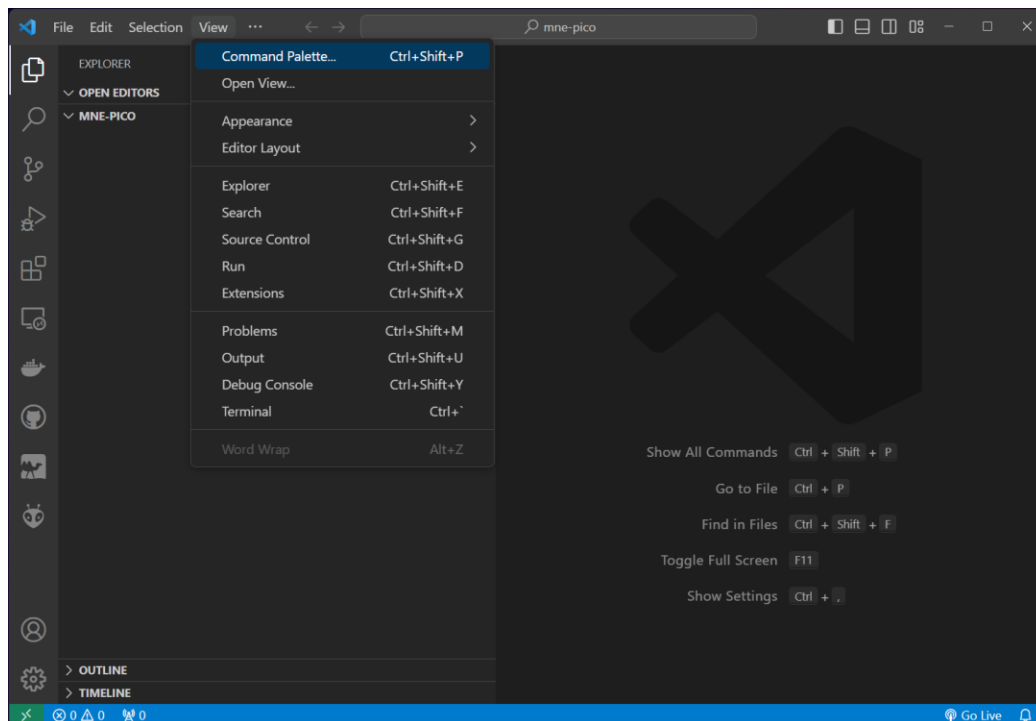 File Edit Selection View ··· mne-pico
EXPLORER
OPEN EDITORS
MNE-PICO
Command Palette... Ctrl+Shift+P
Open View...
Appearance
Editor Layout
Explorer Ctrl+Shift+E
Search Ctrl+Shift+F
Source Control Ctrl+Shift+G
Run Ctrl+Shift+D
Extensions Ctrl+Shift+X
Problems Ctrl+Shift+M
Output Ctrl+Shift+U
Debug Console Ctrl+Shift+Y
Terminal Ctrl+`
Word Wrap Alt+Z
Show All Commands Ctrl + Shift + P
Go to File Ctrl + P
Find in Files Ctrl + Shift + F
Toggle Full Screen F11
Show Settings Ctrl + ,
OUTLINE
TIMELINE
0 0 0 Go Live